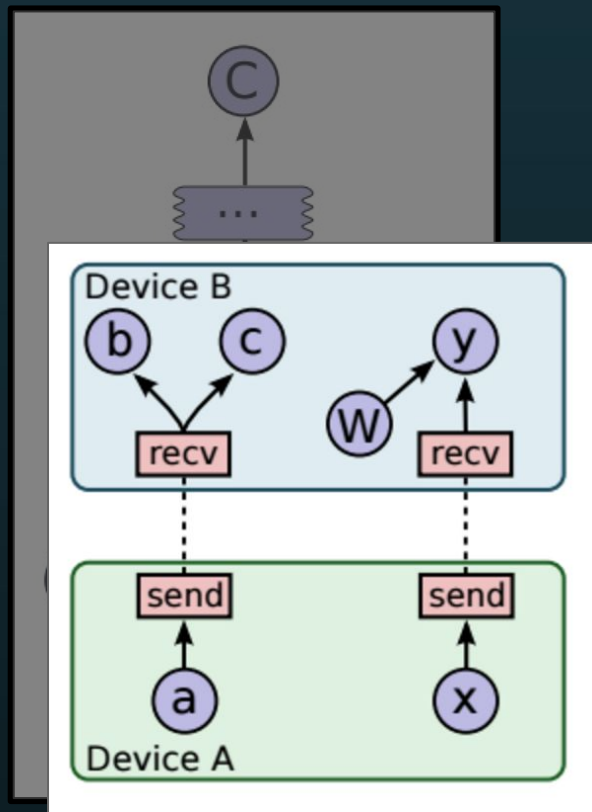 C
...
Device B
b c y
W
recv recv
send send
a x
Device A